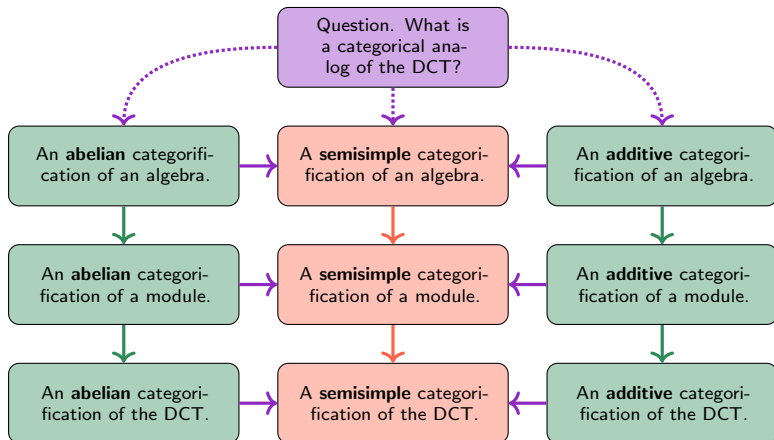 Question. What is
a categorical ana-
log of the DCT?
An abelian categorifi-
cation of an algebra.
A semisimple categori-
fication of an algebra.
An additive categori-
fication of an algebra.
An abelian categori-
fication of a module.
A semisimple categori-
fication of a module.
An additive categori-
fication of a module.
An abelian categori-
fication of the DCT.
A semisimple categori-
fication of the DCT.
An additive categori-
fication of the DCT.